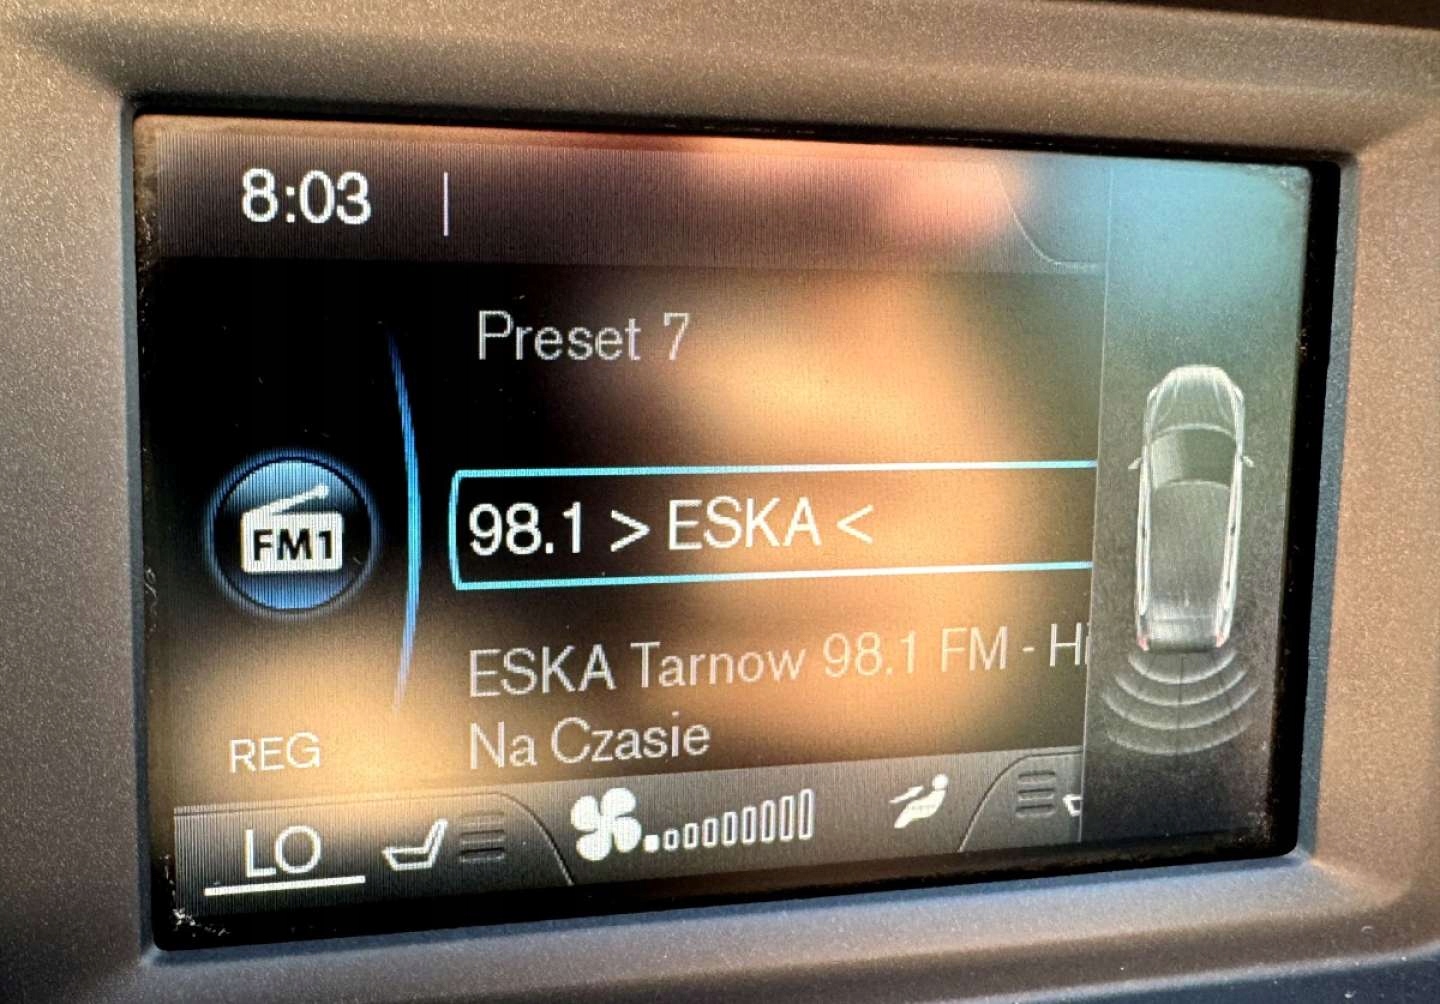 8:03
Preset 7
FM1
98.1 > ESKA <
ESKA Tarnow 98.1 FM - Hi
Na Czasie
REG
LO